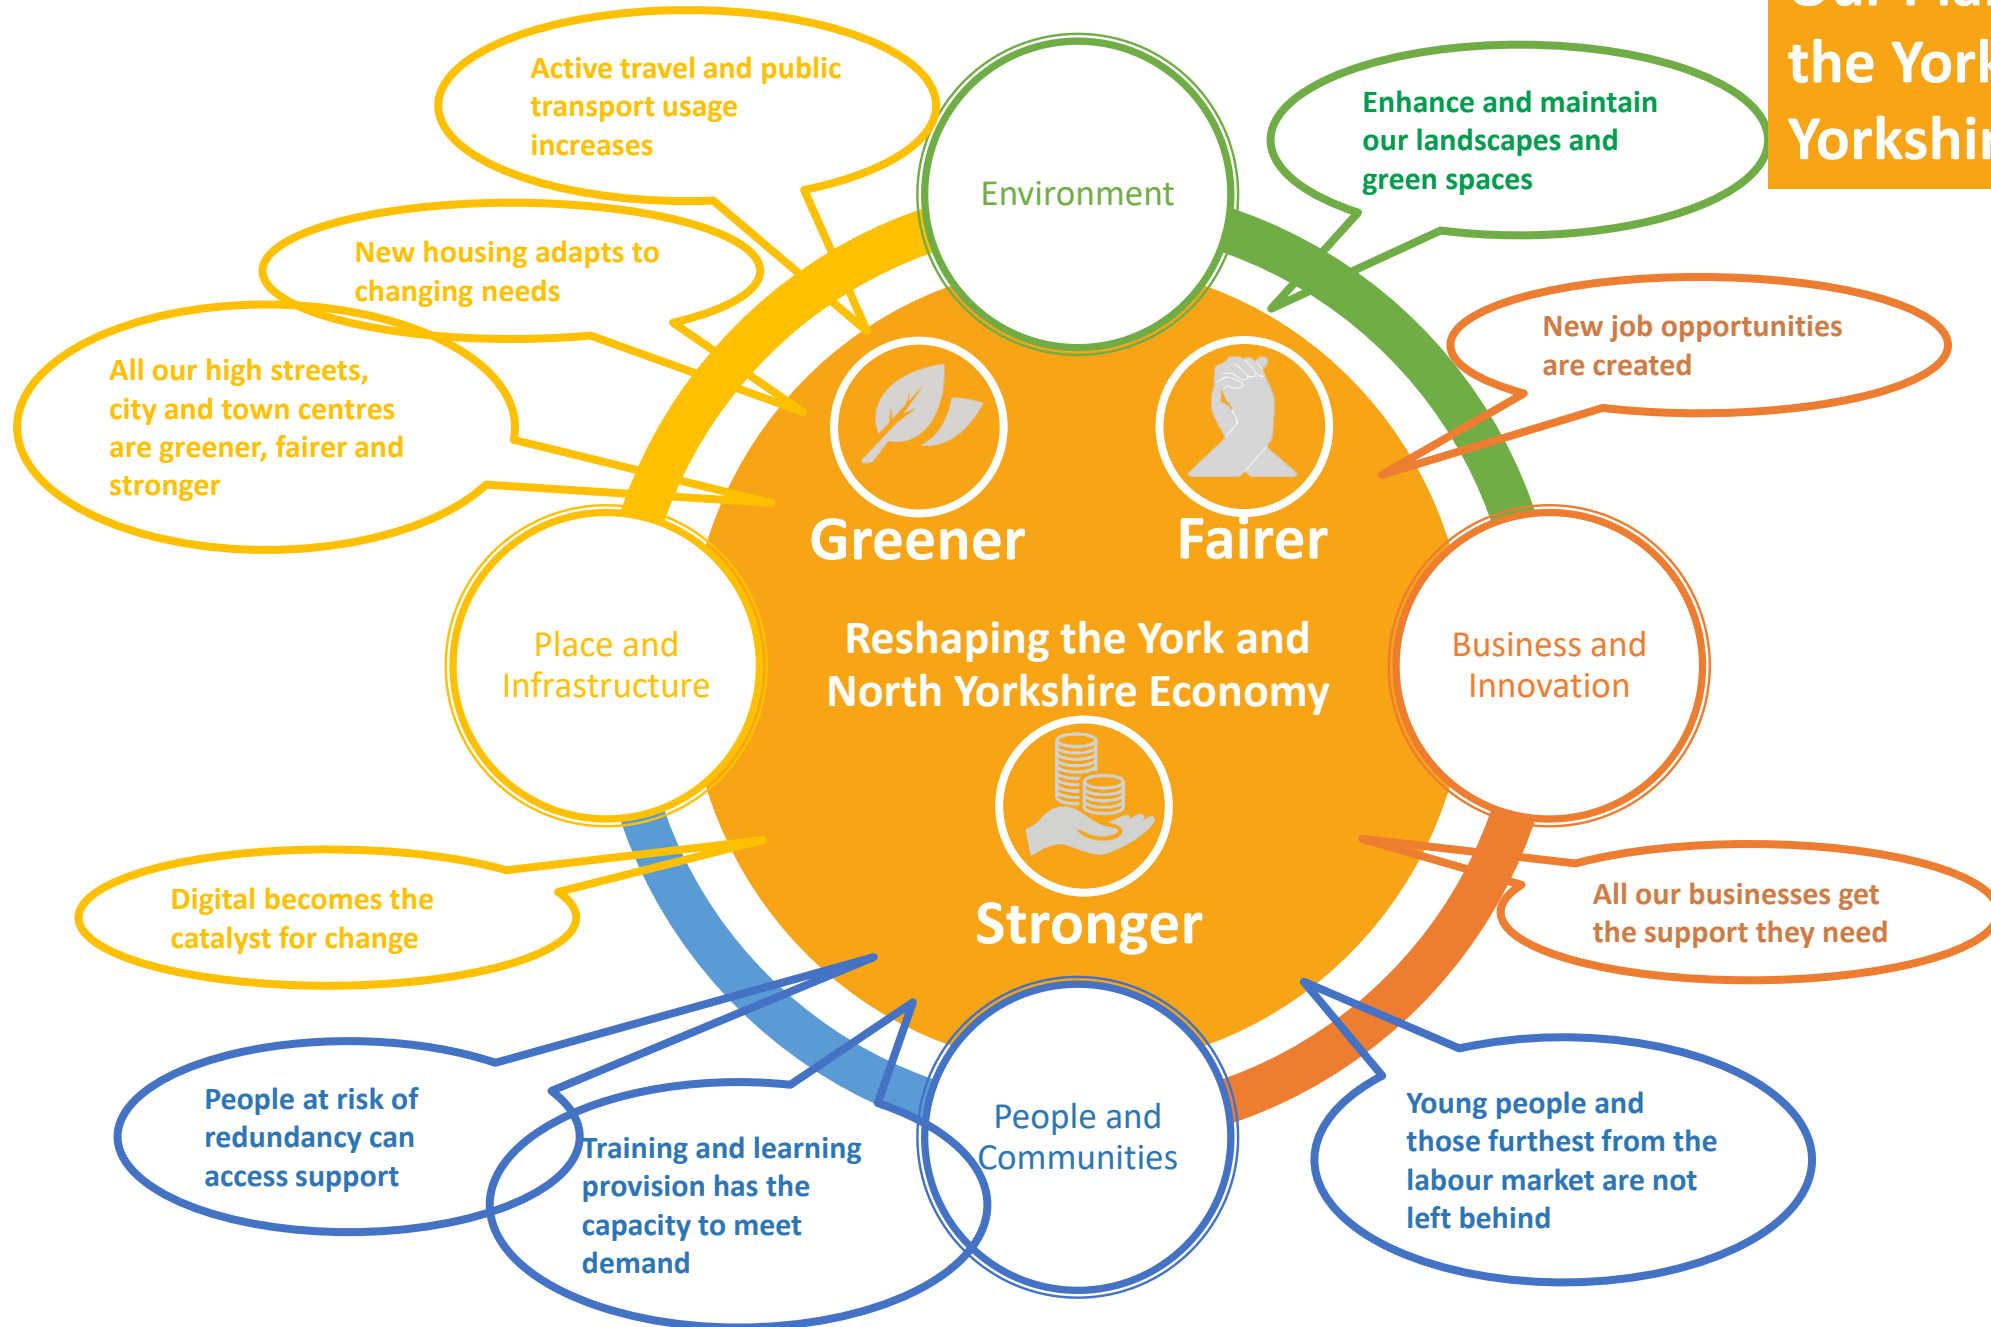 the
Active travel and public
transport usage
increases
Environment
Enhance and maintain
our landscapes and
green spaces
New housing adapts to
changing needs
New job opportunities
are created
All our high streets,
city and town centres
are greener, fairer and
stronger
Greener
Fairer
Place and
Infrastructure
Reshaping the York and
North Yorkshire Economy
Business and
Innovation
Stronger
Digital becomes the
catalyst for change
All our businesses get
the support they need
People at risk of
redundancy can
access support
Training and learning
provision has the
capacity to meet
demand
People and
Communities
Young people and
those furthest from the
labour market are not
left behind